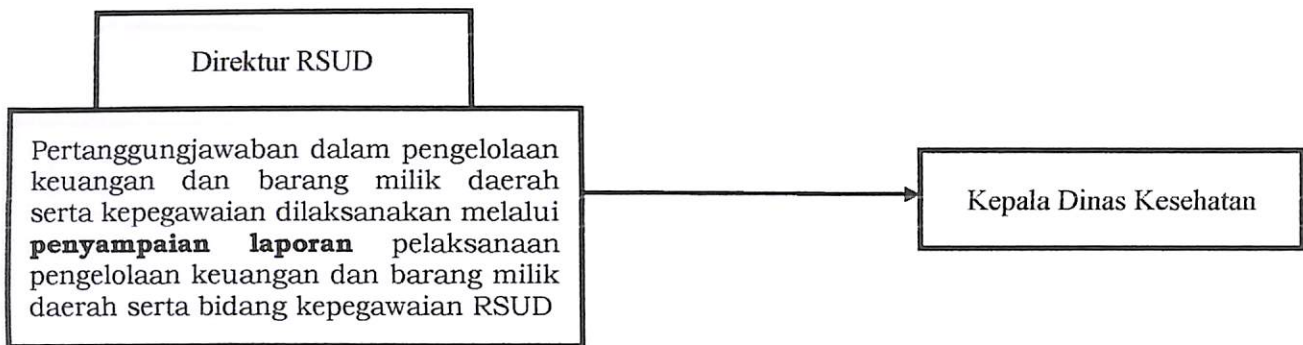 Direktur RSUD
Pertanggungjawaban dalam pengelolaan
keuangan dan barang milik daerah
serta kepegawaian dilaksanakan melalui
penyampaian laporan pelaksanaan
pengelolaan keuangan dan barang milik
daerah serta bidang kepegawaian RSUD
Kepala Dinas Kesehatan